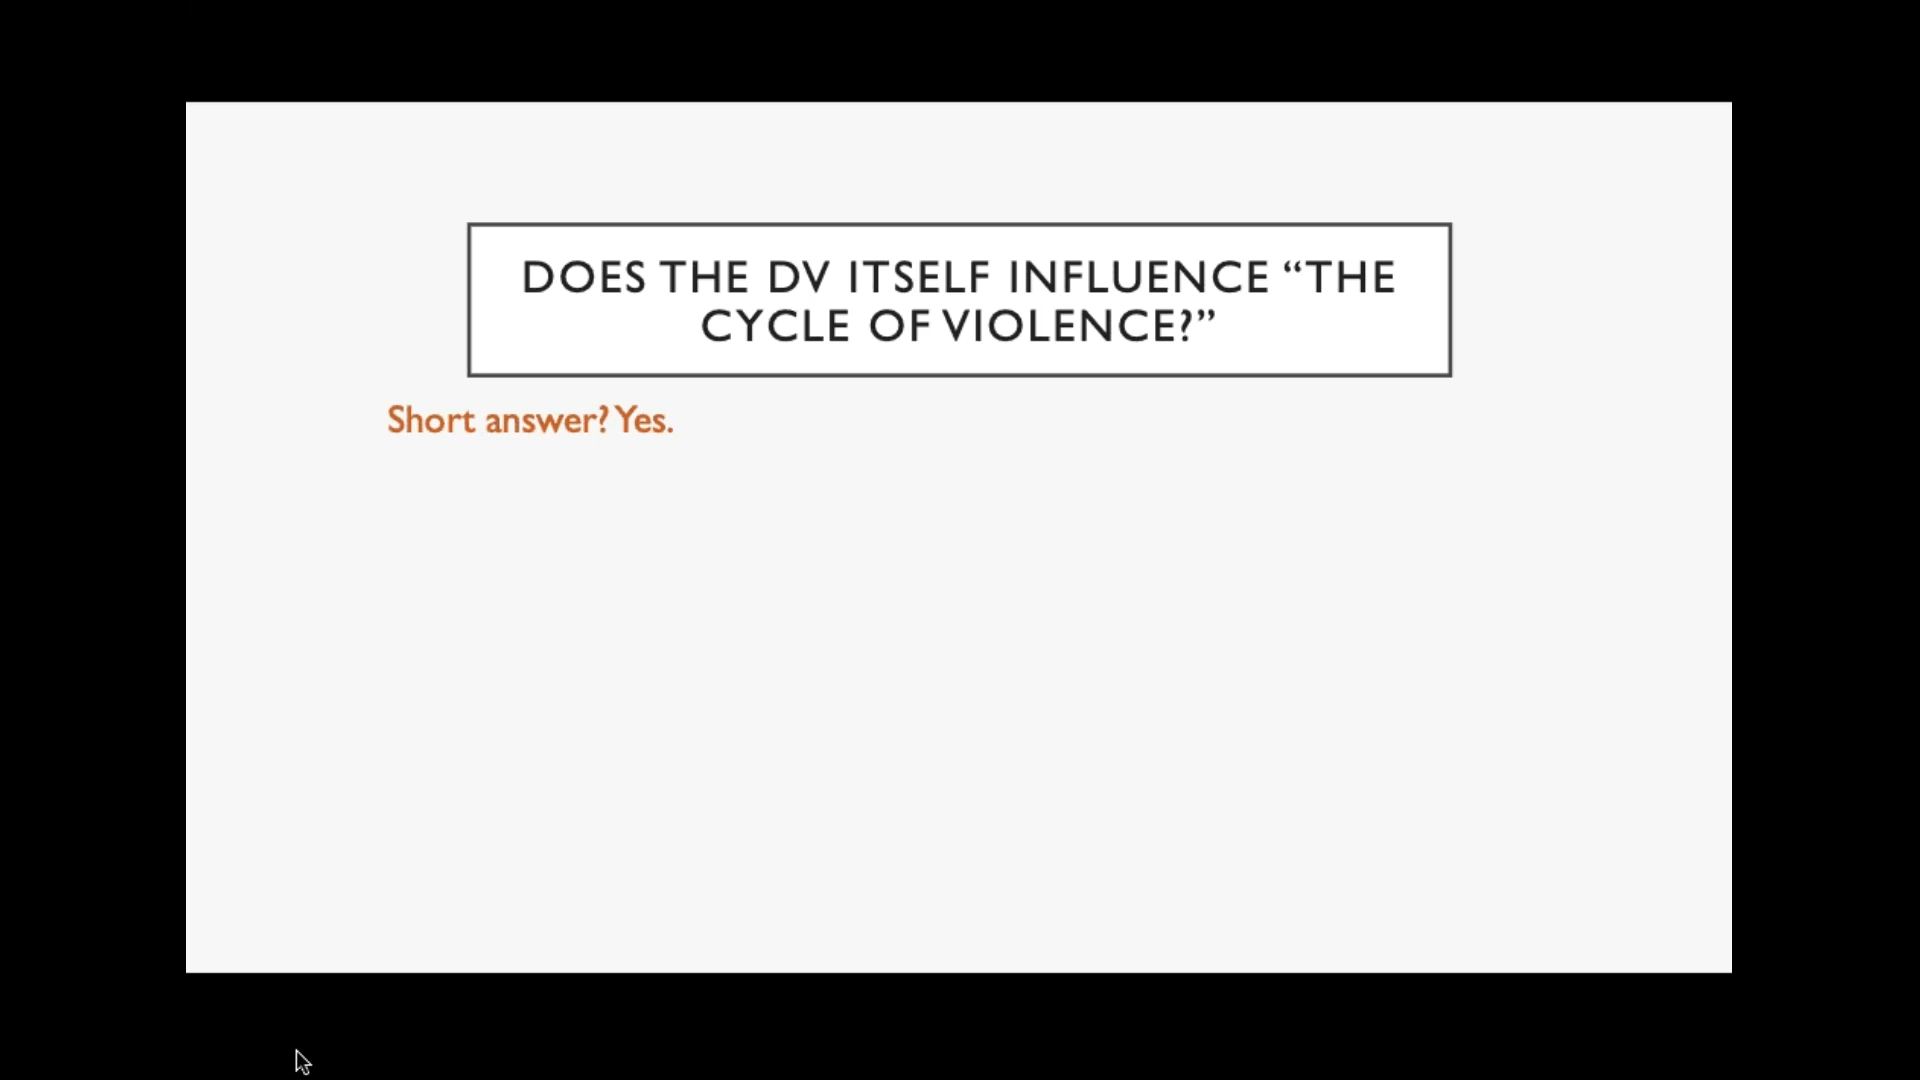 DOES THE DV ITSELF INFLUENCE “THE
CYCLE OF VIOLENCE?”
Short answer? Yes.